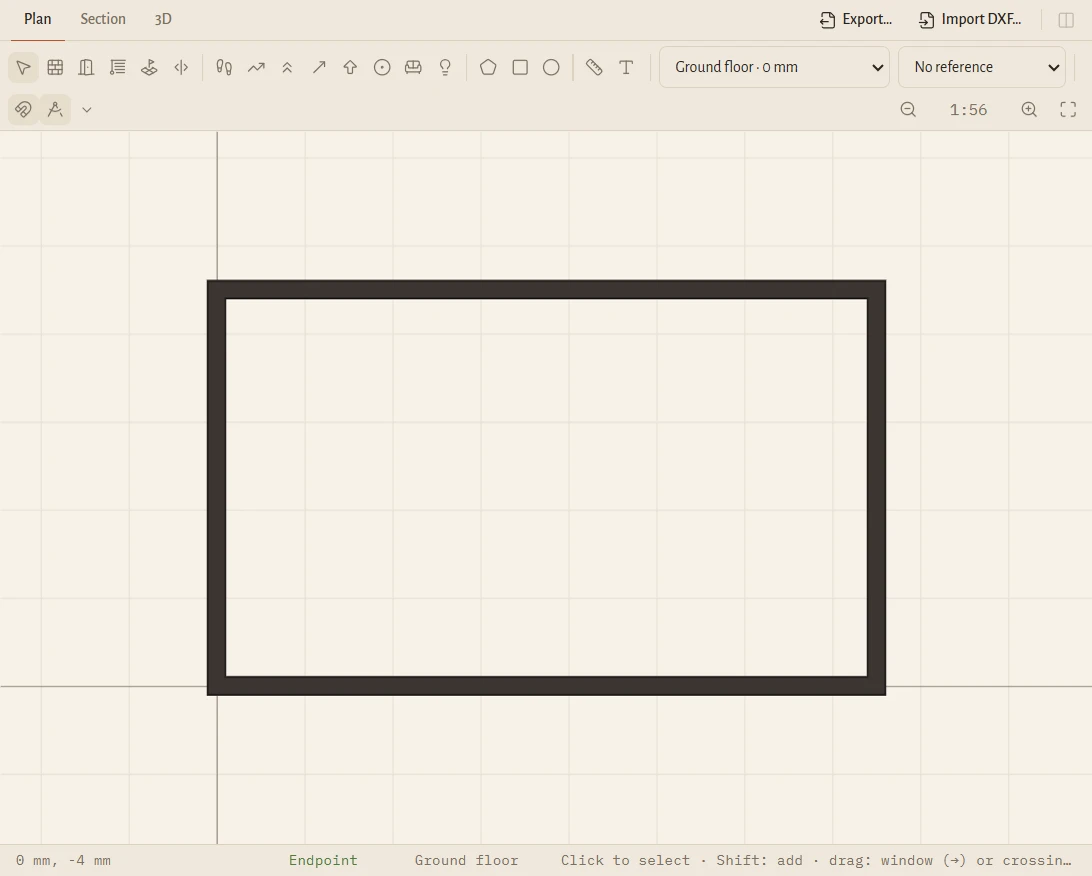 Plan Section 3D Export... Import DXF...
Ground floor · 0 mm No reference
1:56
0 mm, -4 mm Endpoint Ground floor Click to select · Shift: add · drag: window (→) or crossin…